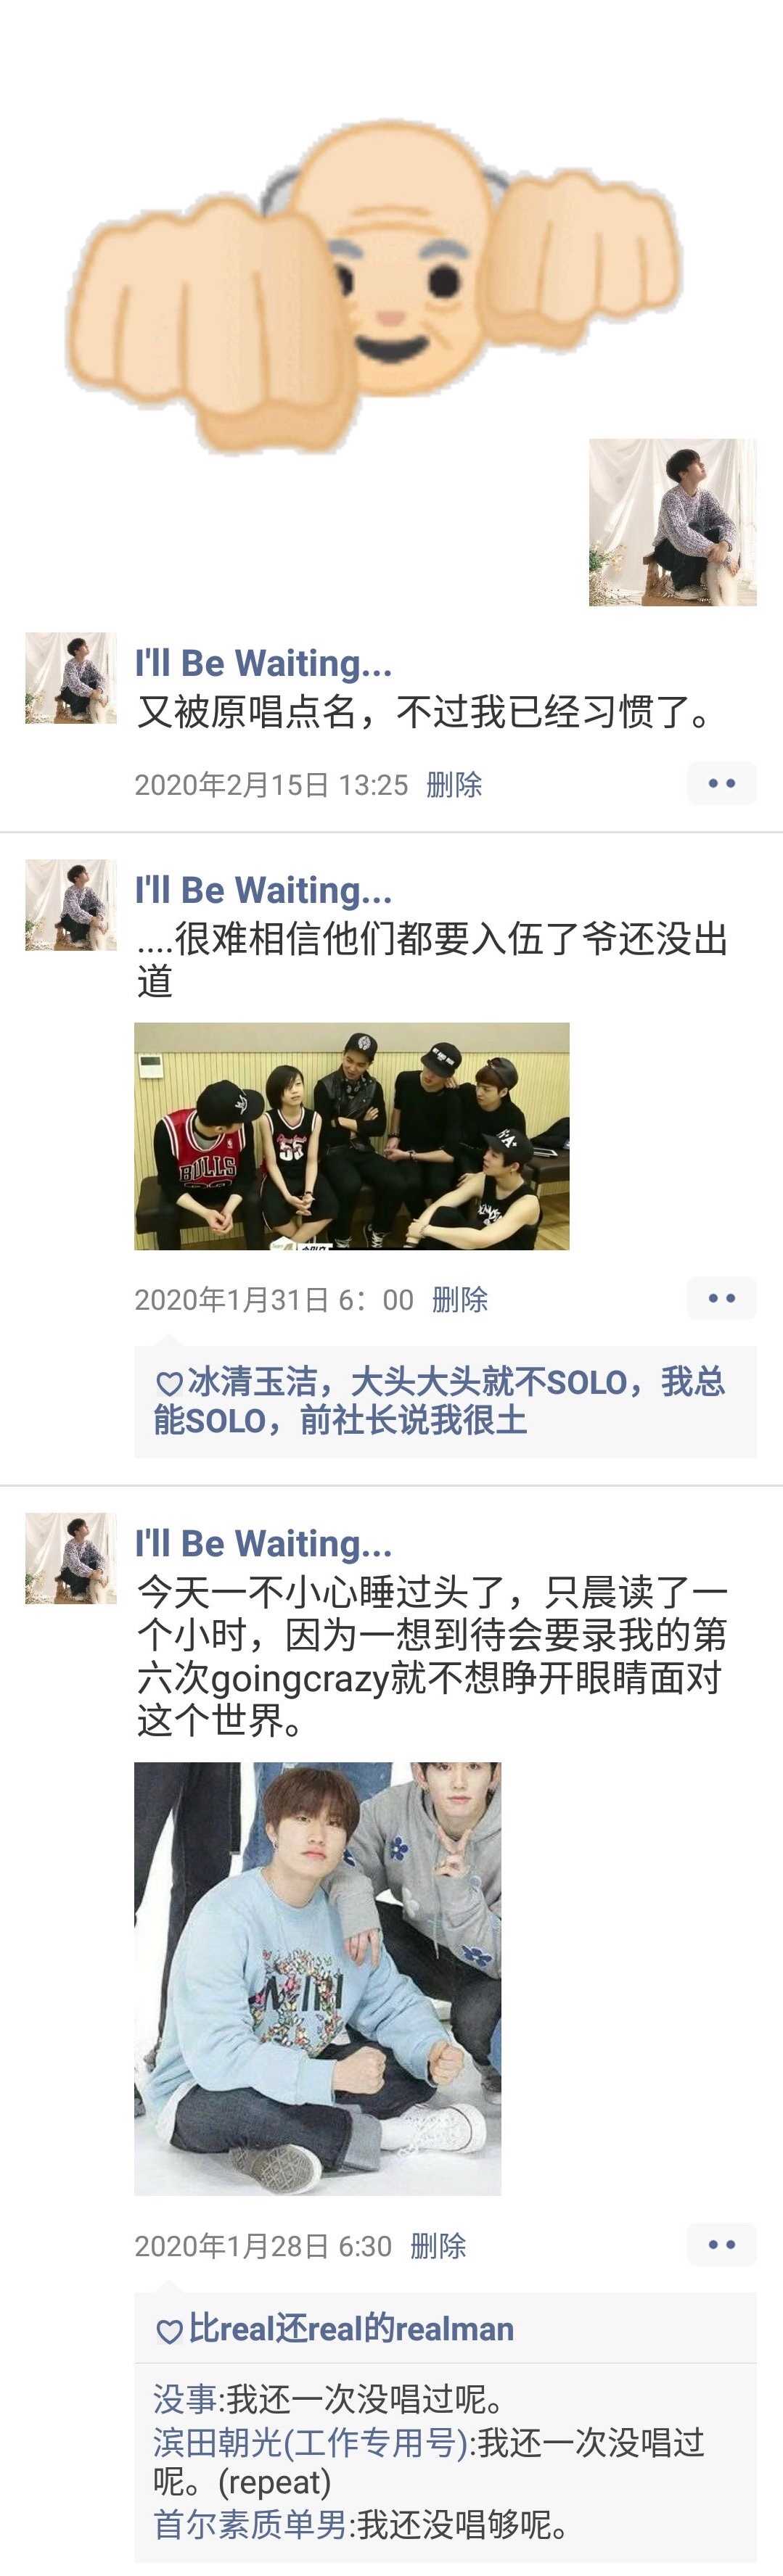 I'll Be Waiting...
又被原唱点名，不过我已经习惯了。
2020年2月15日 13:25 删除
I'll Be Waiting...
....很难相信他们都要入伍了爷还没出
道
BULLS
55
2020年1月31日 6：00 删除
♡冰清玉洁，大头大头就不SOLO，我总
能SOLO，前社长说我很土
I'll Be Waiting...
今天一不小心睡过头了，只晨读了一
个小时，因为一想到待会要录我的第
六次goingcrazy就不想睁开眼睛面对
这个世界。
2020年1月28日 6:30 删除
♡比real还real的realman
没事:我还一次没唱过呢。
滨田朝光(工作专用号):我还一次没唱过
呢。(repeat)
首尔素质单男:我还没唱够呢。